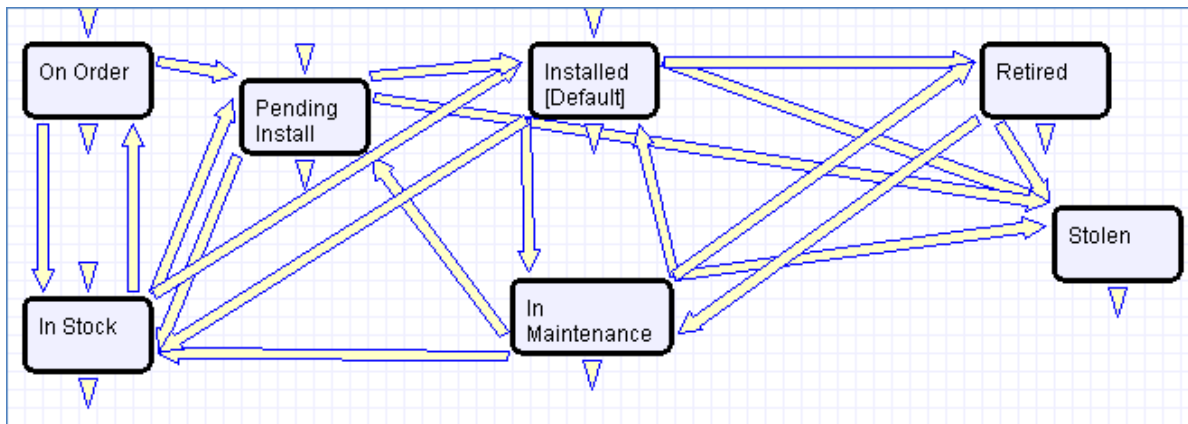 On Order
Pending
Install
Installed
[Default]
Retired
Stolen
In Stock
In
Maintenance